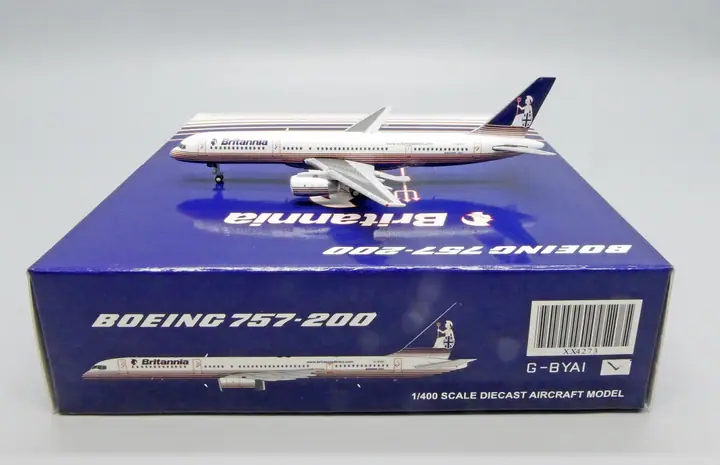 Britannia
Britannia
BOEING 757-200
BOEING 757-200
Britannia
XX4273
G-BYAI
1/400 SCALE DIECAST AIRCRAFT MODEL